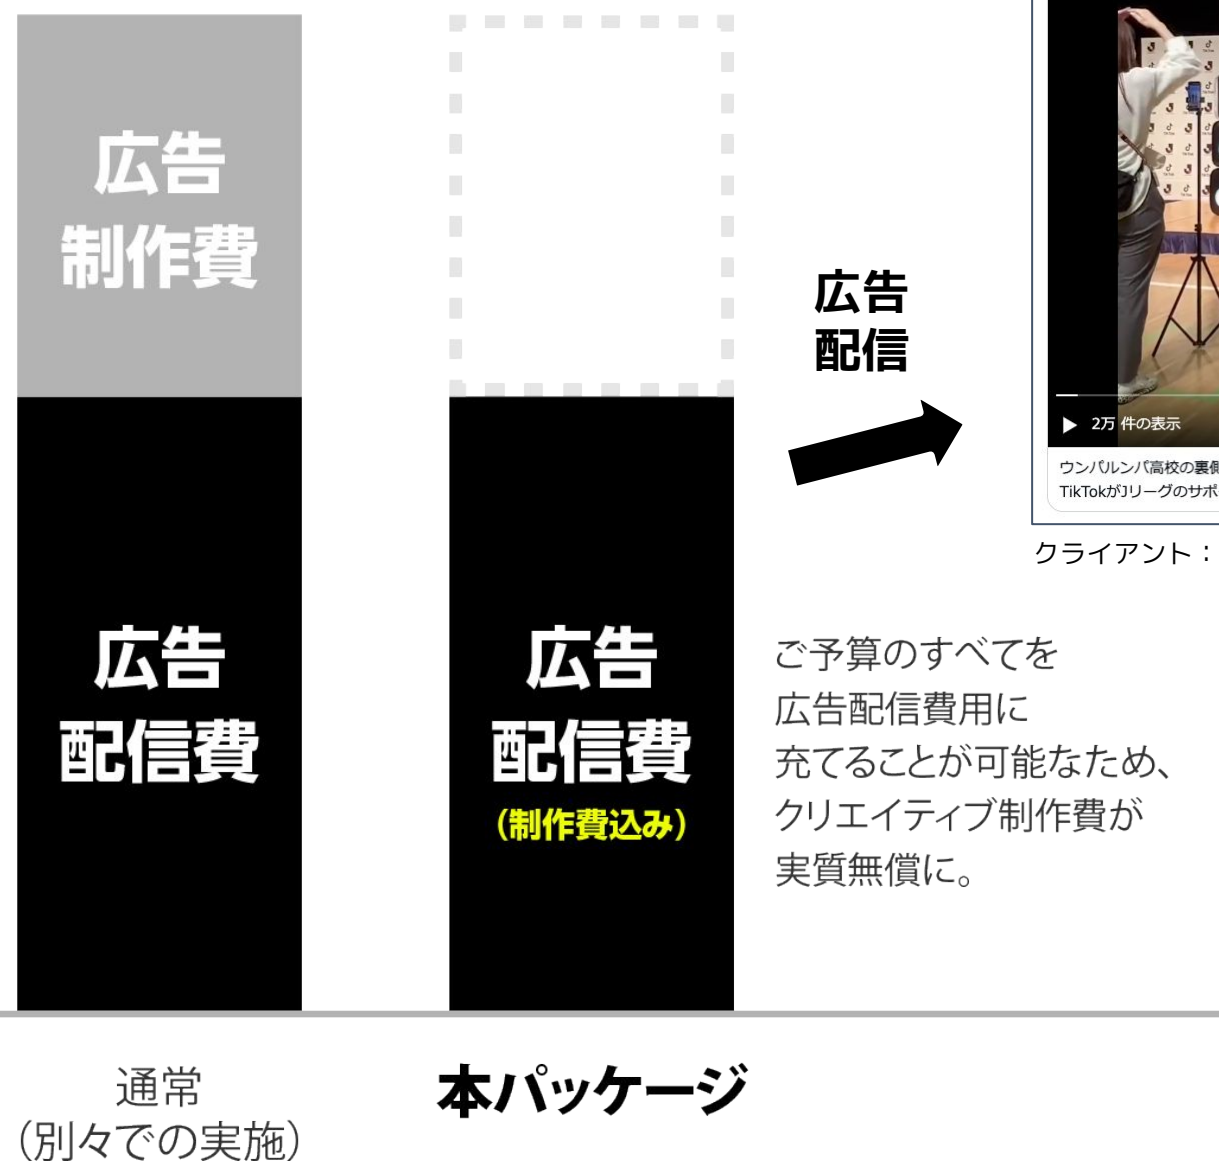 広告
制作費
広告
配信費
広告
配信費
(制作費込み)
広告
配信
2万 件の表示
ウンパルンパ高校の裏側
TikTokがJリーグのサポ
クライアント：
ご予算のすべてを
広告配信費用に
充てることが可能なため、
クリエイティブ制作費が
実質無償に。
通常
(別々での実施)
本パッケージ